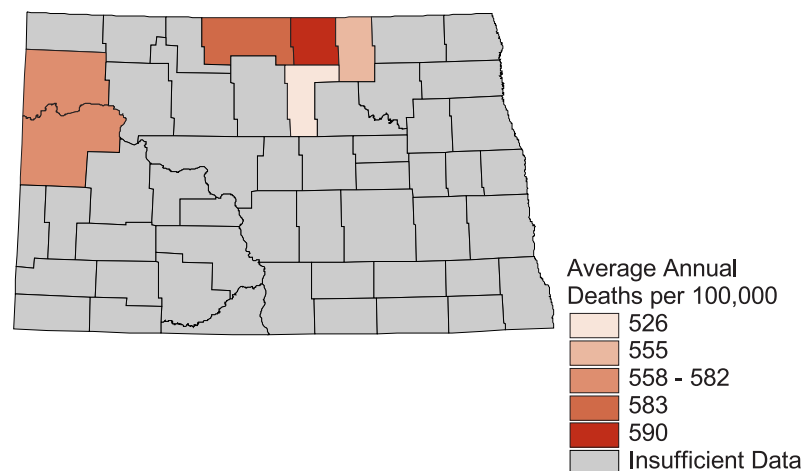 Average Annual
Deaths per 100,000
526
555
558 - 582
583
590
Insufficient Data